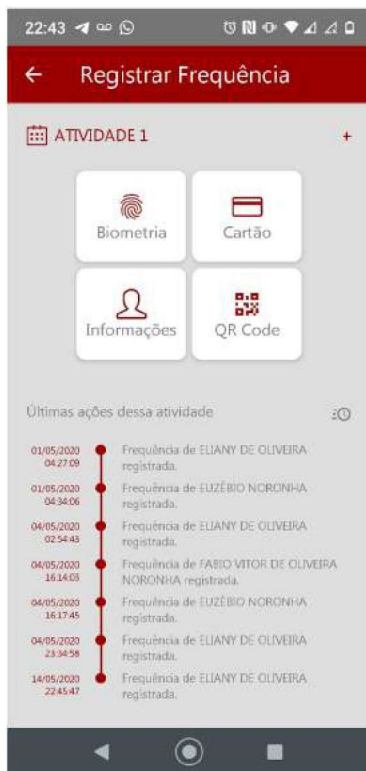 22:43
Registrar Frequência
ATIVIDADE 1 +
Biometria Cartão
Informações QR Code
Últimas ações dessa atividade
01/05/2020 Frequência de ELIANY DE OLIVEIRA
04:27:09 registrada.
01/05/2020 Frequência de EUZÉBIO NORONHA
04:34:06 registrada.
04/05/2020 Frequência de ELIANY DE OLIVEIRA
02:54:43 registrada.
04/05/2020 Frequência de FABIO VITOR DE OLIVEIRA
16:14:03 NORONHA registrada.
04/05/2020 Frequência de EUZÉBIO NORONHA
16:17:45 registrada.
04/05/2020 Frequência de ELIANY DE OLIVEIRA
23:34:58 registrada.
14/05/2020 Frequência de ELIANY DE OLIVEIRA
22:45:47 registrada.